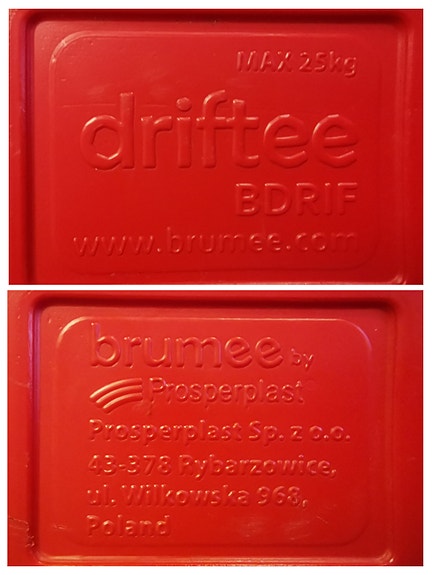 MAX 25kg
driftee
BDRIF
www.brumee.com
brumee by
Prosperplast
Prosperplast Sp. z o.o.
43-378 Rybarzowice,
ul. Wilkowska 968,
Poland